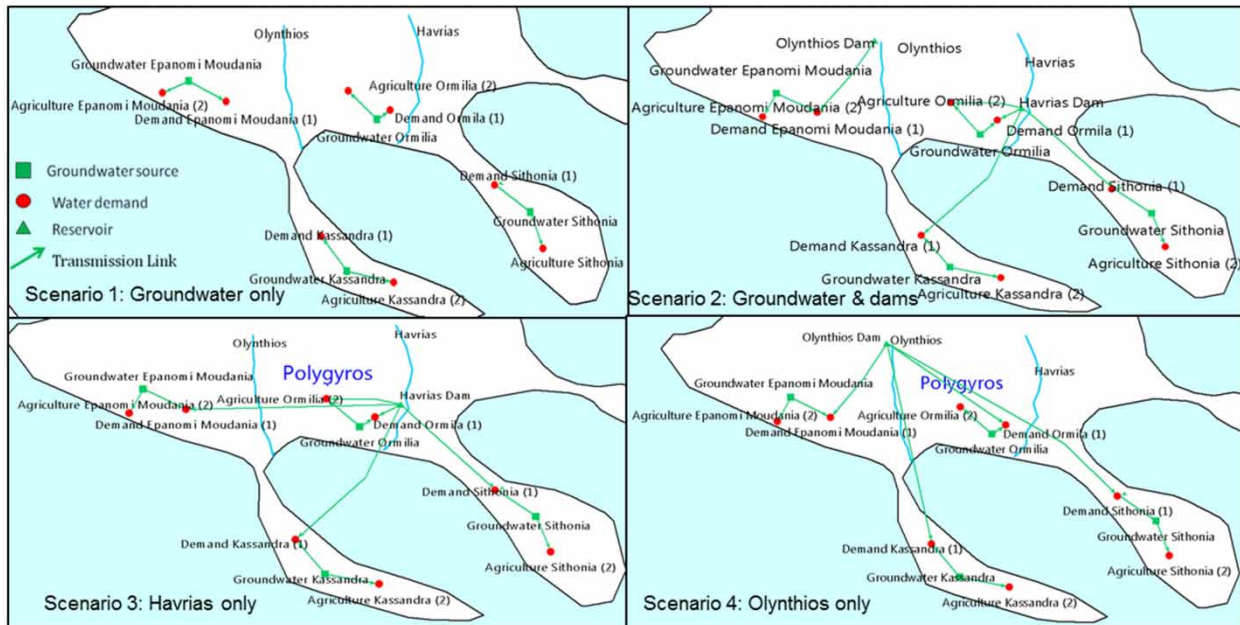 Olynthios
Havrias
Groundwater Epanomi Moudania
Agriculture Ormilia (2)
Agriculture Epanomi Moudania (2)
Demand Epanomi Moudania (1)
Demand Ormila (1)
Groundwater Ormilia
Groundwater source
Water demand
Reservoir
Transmission Link
Demand Sithonia (1)
Groundwater Sithonia
Agriculture Sithonia
Demand Kassandra (1)
Groundwater Kassandra
Agriculture Kassandra (2)
Scenario 1: Groundwater only
Olynthios Dam
Olynthios
Havrias
Groundwater Epanomi Moudania
Agriculture Epanomi Moudania (2)
Agriculture Ormilia (2)
Havrias Dam
Demand Epanomi Moudania (1)
Demand Ormila (1)
Groundwater Ormilia
Demand Sithonia (1)
Groundwater Sithonia
Agriculture Sithonia (2)
Demand Kassandra (1)
Groundwater Kassandra
Agriculture Kassandra (2)
Scenario 2: Groundwater & dams
Olynthios
Havrias
Polygyros
Groundwater Epanomi Moudania
Agriculture Ormilia (2)
Havrias Dam
Agriculture Epanomi Moudania (2)
Demand Epanomi Moudania (1)
Demand Ormila (1)
Groundwater Ormilia
Demand Sithonia (1)
Groundwater Sithonia
Agriculture Sithonia (2)
Demand Kassandra (1)
Groundwater Kassandra
Agriculture Kassandra (2)
Scenario 3: Havrias only
Olynthios Dam
Olynthios
Havrias
Polygyros
Groundwater Epanomi Moudania
Agriculture Epanomi Moudania (2)
Agriculture Ormilia (2)
Demand Epanomi Moudania (1)
Demand Ormila (1)
Groundwater Ormilia
Demand Sithonia (1)
Groundwater Sithonia
Agriculture Sithonia (2)
Demand Kassandra (1)
Groundwater Kassandra
Agriculture Kassandra (2)
Scenario 4: Olynthios only